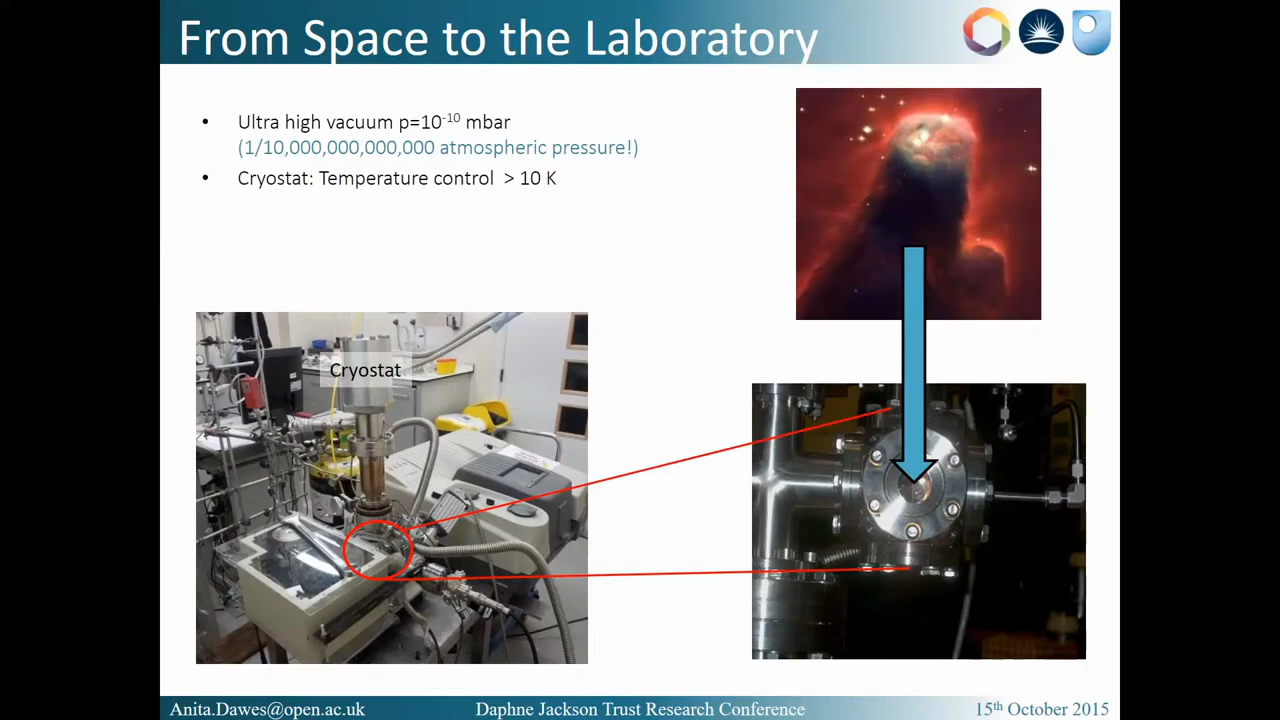 From Space to the Laboratory
• Ultra high vacuum p=10⁻¹⁰ mbar
(1/10,000,000,000,000 atmospheric pressure!)
• Cryostat: Temperature control > 10 K
Cryostat
Anita.Dawes@open.ac.uk
Daphne Jackson Trust Research Conference
15th October 2015